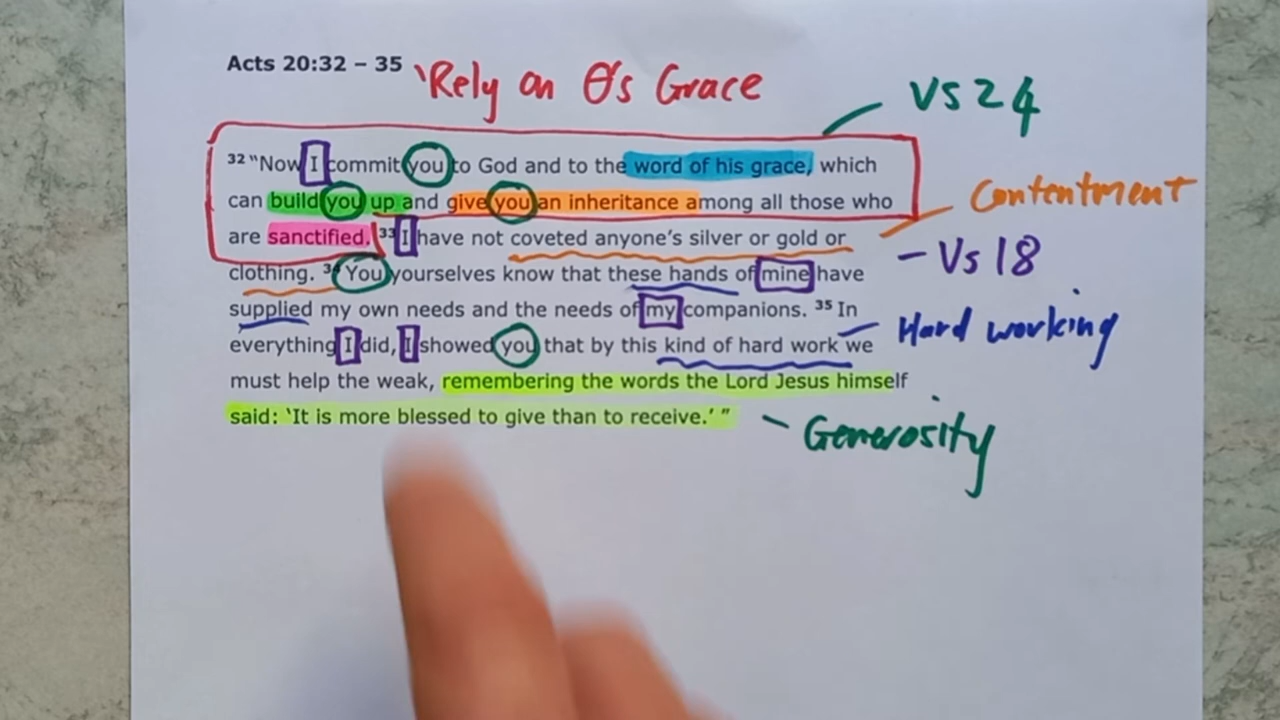 Acts 20:32 – 35
'Rely on θ's Grace
Vs 24
³² "Now I commit you to God and to the word of his grace, which
can build you up and give you an inheritance among all those who
Contentment
are sanctified. ³³ I have not coveted anyone's silver or gold or
- Vs 18
clothing. ³⁴ You yourselves know that these hands of mine have
supplied my own needs and the needs of my companions. ³⁵ In
Hard working
everything I did, I showed you that by this kind of hard work we
must help the weak, remembering the words the Lord Jesus himself
said: 'It is more blessed to give than to receive.' "
- Generosity